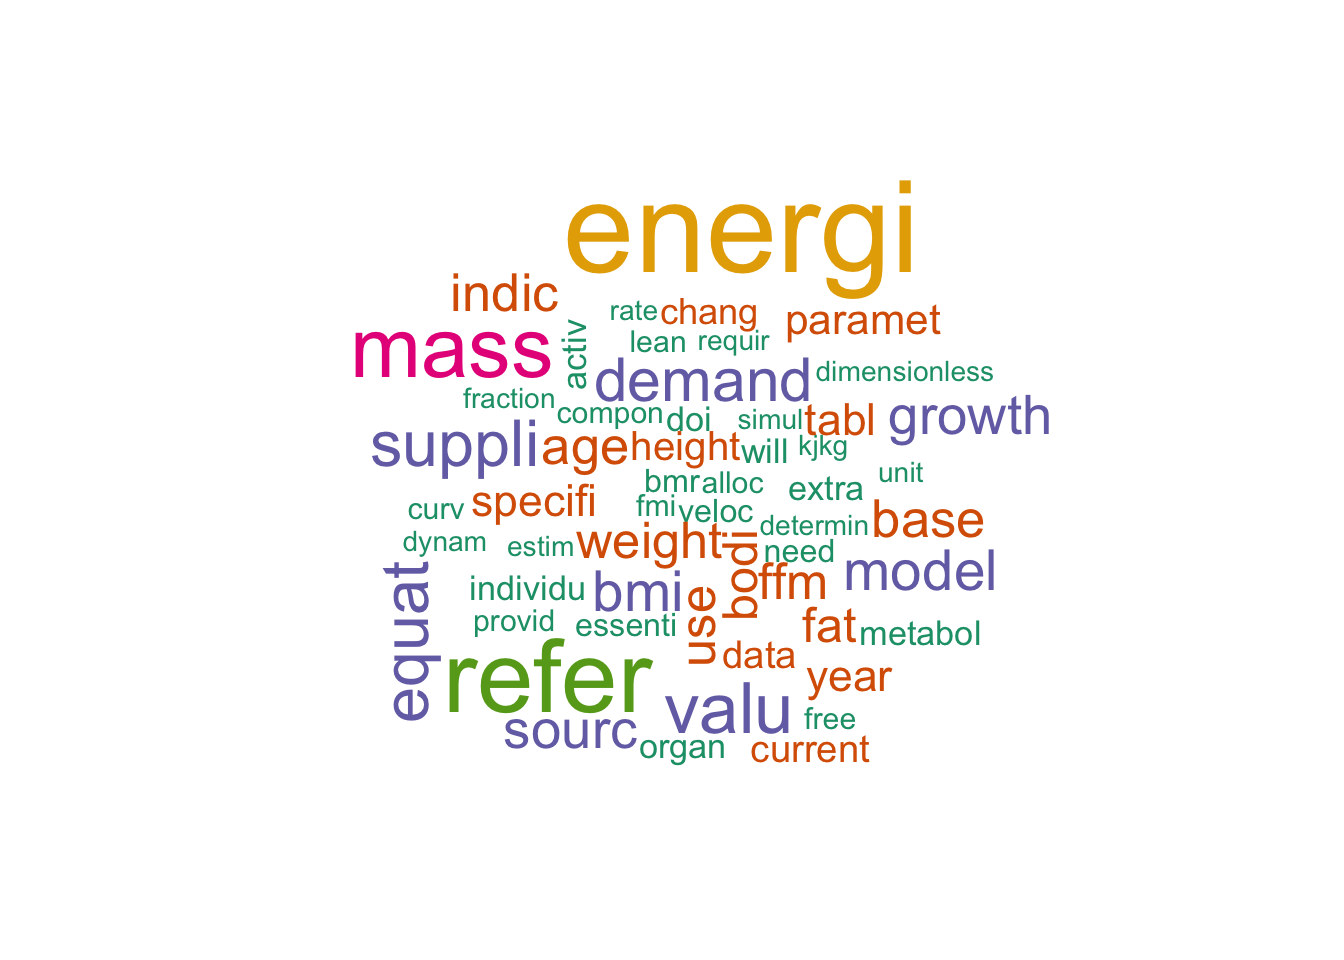 energi
indic
rate
chang
paramet
mass
activ
lean
requir
demand
dimensionless
fraction
compon
doi
simul
tabl
growth
suppli
age
height
will
kjkg
unit
bmr
alloc
extra
curv
specifi
fmi
veloc
determin
base
dynam
estim
weight
bodi
need
model
equat
individu
bmi
use
ffm
provid
essenti
fat
metabol
refer
data
year
valu
sourc
free
organ
current